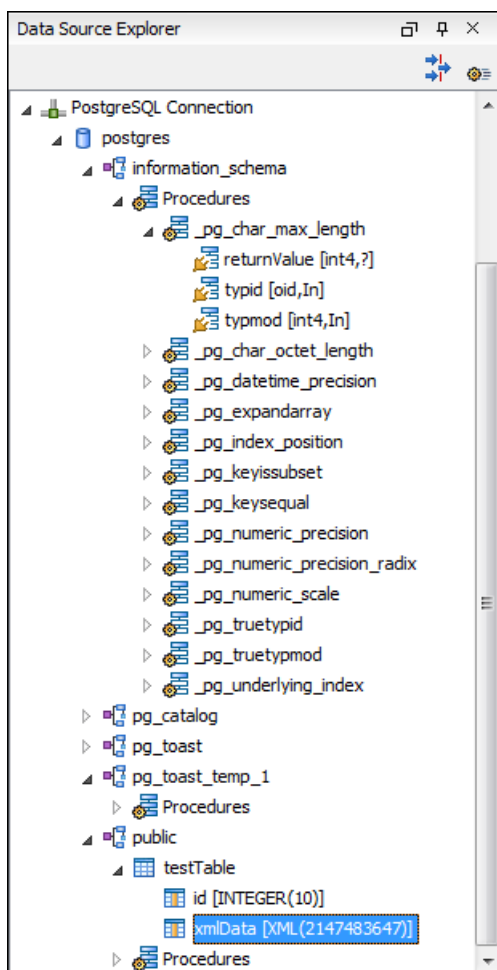 Data Source Explorer
PostgreSQL Connection
postgres
information_schema
Procedures
_pg_char_max_length
returnValue [int4,?]
typid [oid,In]
typmod [int4,In]
_pg_char_octet_length
_pg_datetime_precision
_pg_expandarray
_pg_index_position
_pg_keyissubset
_pg_keysequal
_pg_numeric_precision
_pg_numeric_precision_radix
_pg_numeric_scale
_pg_truetypid
_pg_truetypmod
_pg_underlying_index
pg_catalog
pg_toast
pg_toast_temp_1
Procedures
public
testTable
id [INTEGER(10)]
xmlData [XML(2147483647)]
Procedures